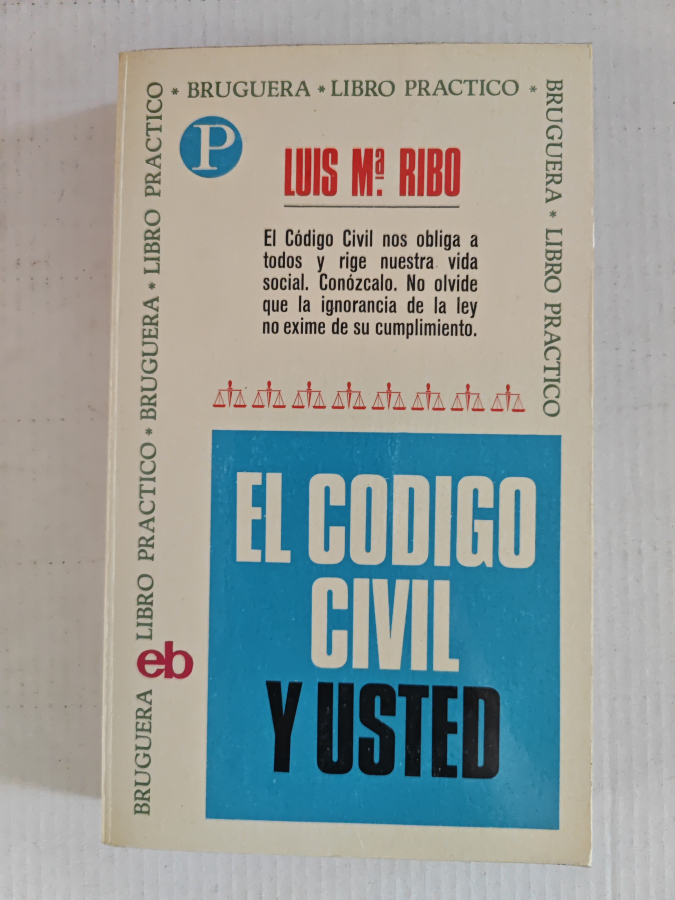 * BRUGUERA * LIBRO PRACTICO *
BRUGUERA * LIBRO PRACTICO
BRUGUERA LIBRO PRACTICO * BRUGUERA * LIBRO PRACTICO
P
LUIS Mª. RIBO
El Código Civil nos obliga a
todos y rige nuestra vida
social. Conózcalo. No olvide
que la ignorancia de la ley
no exime de su cumplimiento.
EL CODIGO
CIVIL
Y USTED
eb